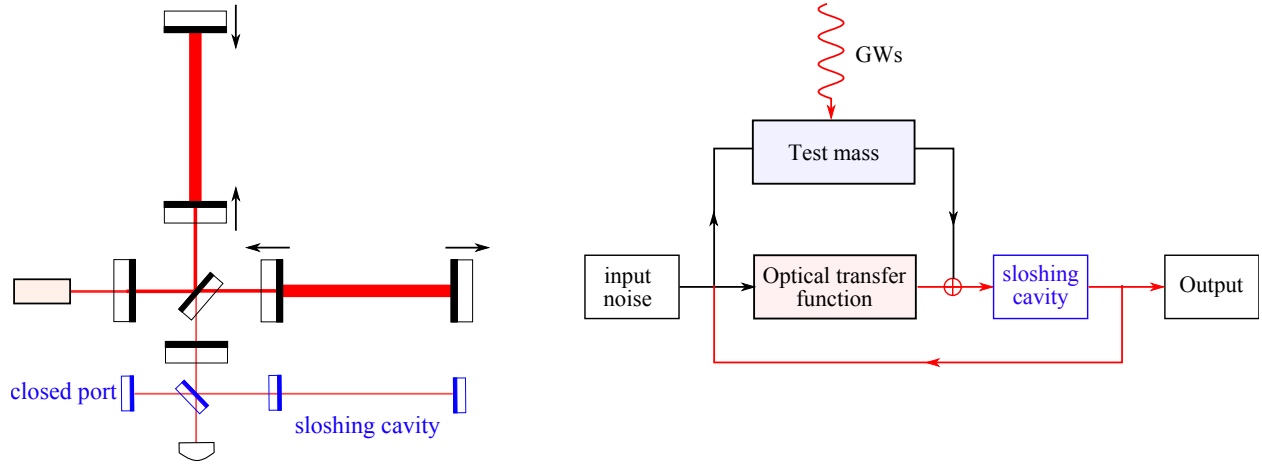 closed port
sloshing cavity
GWs
Test mass
input
noise
Optical transfer
function
sloshing
cavity
Output